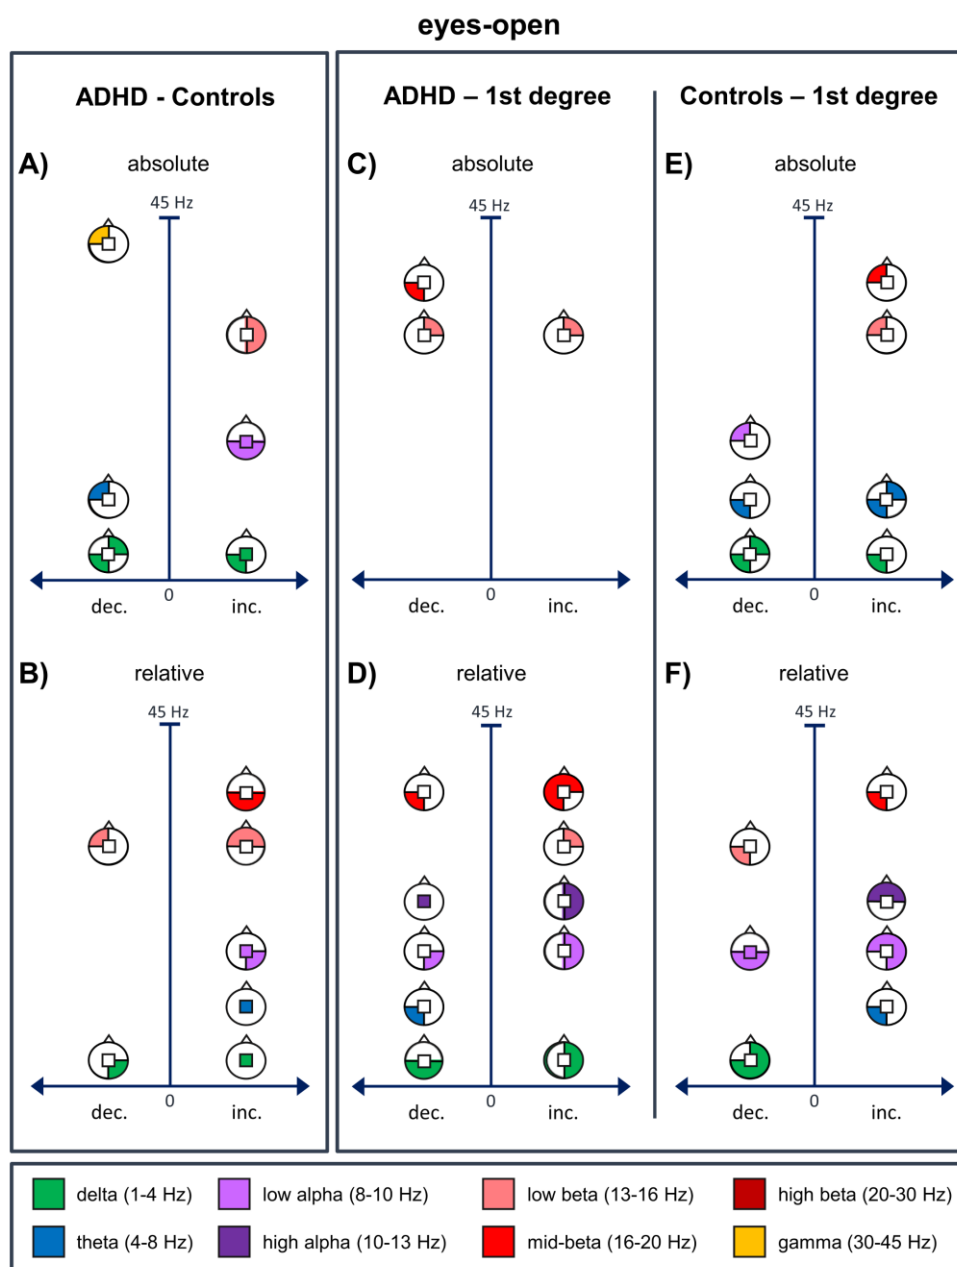 eyes-open
ADHD - Controls
ADHD – 1st degree
Controls – 1st degree
A)
absolute
45 Hz
0
dec.
inc.
C)
absolute
45 Hz
0
dec.
inc.
E)
absolute
45 Hz
0
dec.
inc.
B)
relative
45 Hz
0
dec.
inc.
D)
relative
45 Hz
0
dec.
inc.
F)
relative
45 Hz
0
dec.
inc.
delta (1-4 Hz)
low alpha (8-10 Hz)
low beta (13-16 Hz)
high beta (20-30 Hz)
theta (4-8 Hz)
high alpha (10-13 Hz)
mid-beta (16-20 Hz)
gamma (30-45 Hz)